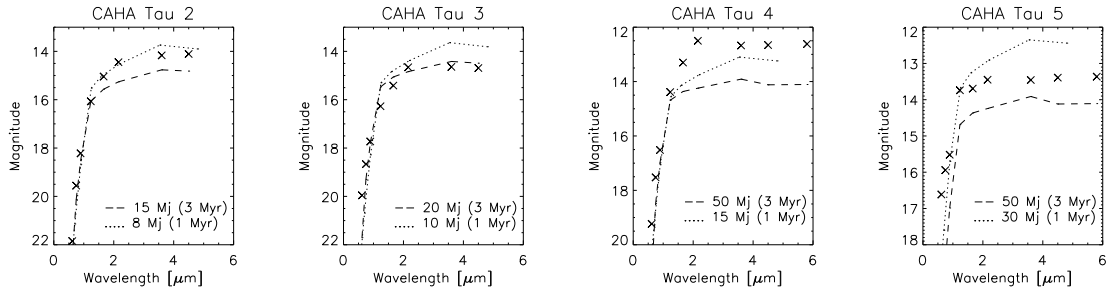 CAHA Tau 2
14
16
18
20
22
Magnitude
15 Mj (3 Myr)
8 Mj (1 Myr)
0 2 4 6
Wavelength [μm]
CAHA Tau 3
14
16
18
20
22
Magnitude
20 Mj (3 Myr)
10 Mj (1 Myr)
0 2 4 6
Wavelength [μm]
CAHA Tau 4
12
14
16
18
20
Magnitude
50 Mj (3 Myr)
15 Mj (1 Myr)
0 2 4 6
Wavelength [μm]
CAHA Tau 5
12
13
14
15
16
17
18
Magnitude
50 Mj (3 Myr)
30 Mj (1 Myr)
0 2 4 6
Wavelength [μm]